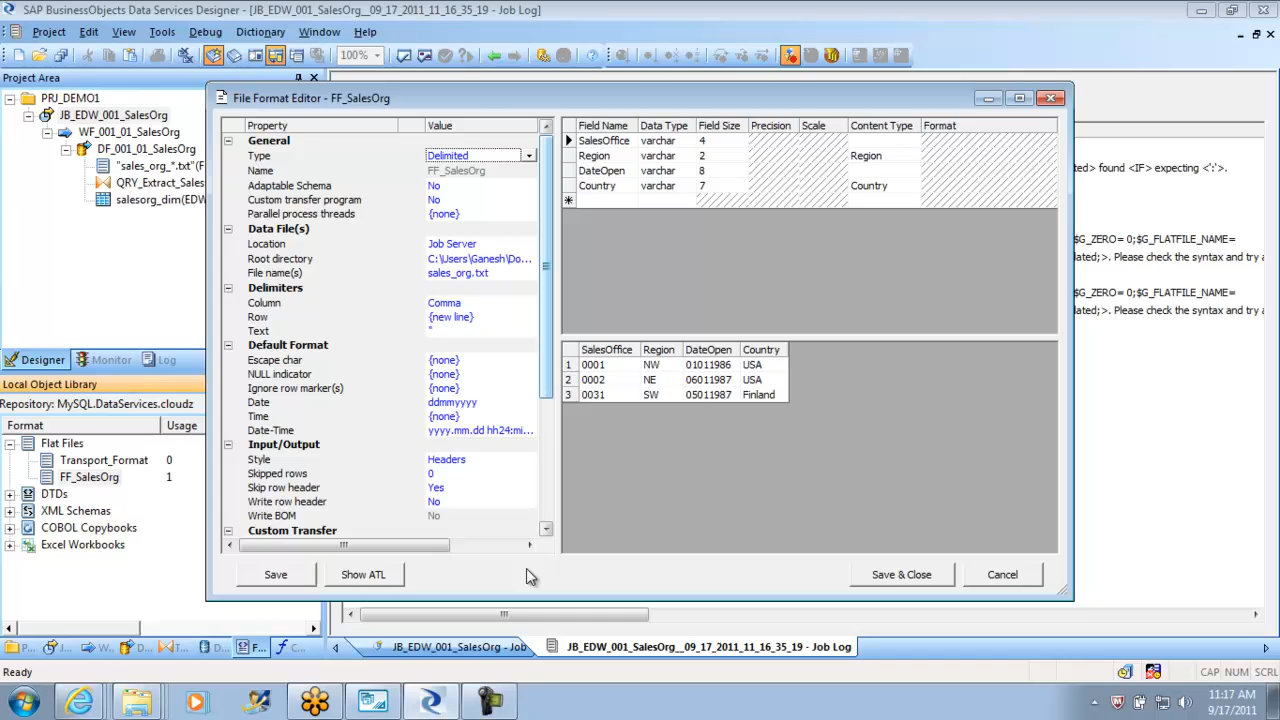 SAP BusinessObjects Data Services Designer - [JB_EDW_001_SalesOrg__09_17_2011_11_16_35_19 - Job Log]
Project Edit View Tools Debug Dictionary Window Help
100%
Project Area
PRJ_DEMO1
JB_EDW_001_SalesOrg
WF_001_01_SalesOrg
DF_001_01_SalesOrg
"sales_org_*.txt"(F
QRY_Extract_Sales
salesorg_dim(EDW
Designer Monitor Log
Local Object Library
Repository: MySQL.DataServices.cloudz
Format Usage
Flat Files
Transport_Format 0
FF_SalesOrg 1
DTDs
XML Schemas
COBOL Copybooks
Excel Workbooks
File Format Editor - FF_SalesOrg
Property Value
General
Type Delimited
Name FF_SalesOrg
Adaptable Schema No
Custom transfer program No
Parallel process threads {none}
Data File(s)
Location Job Server
Root directory C:\Users\Ganesh\Do...
File name(s) sales_org.txt
Delimiters
Column Comma
Row {new line}
Text "
Default Format
Escape char {none}
NULL indicator {none}
Ignore row marker(s) {none}
Date ddmmyyyy
Time {none}
Date-Time yyyy.mm.dd hh24:mi...
Input/Output
Style Headers
Skipped rows 0
Skip row header Yes
Write row header No
Write BOM No
Custom Transfer
Save Show ATL Save & Close Cancel
Field Name Data Type Field Size Precision Scale Content Type Format
SalesOffice varchar 4
Region varchar 2 Region
DateOpen varchar 8
Country varchar 7 Country
SalesOffice Region DateOpen Country
1 0001 NW 01011986 USA
2 0002 NE 06011987 USA
3 0031 SW 05011987 Finland
ted> found <IF> expecting <':'>.
$G_ZERO= 0;$G_FLATFILE_NAME=
lated;>. Please check the syntax and try a
$G_ZERO= 0;$G_FLATFILE_NAME=
lated;>. Please check the syntax and try a
P... J... W... D... T... D... F... C...
JB_EDW_001_SalesOrg - Job
JB_EDW_001_SalesOrg__09_17_2011_11_16_35_19 - Job Log
Ready
CAP NUM SCRL
11:17 AM
9/17/2011